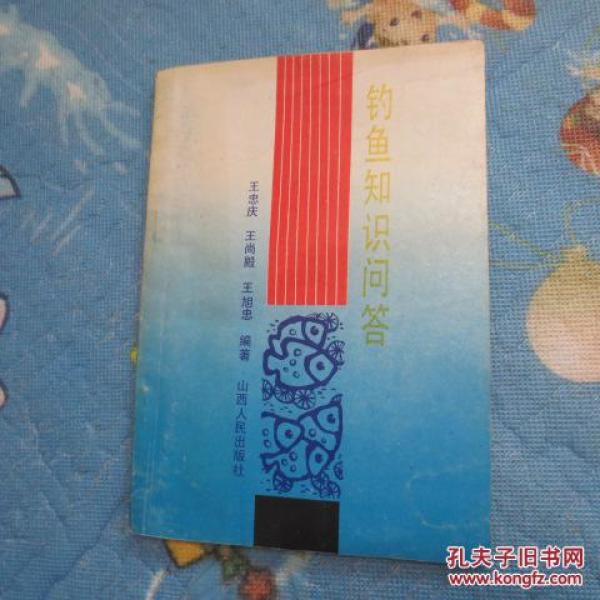 钓鱼知识问答
王忠庆 王尚殿 王旭忠 编著 山西人民出版社
孔夫子旧书网
www.kongfz.com